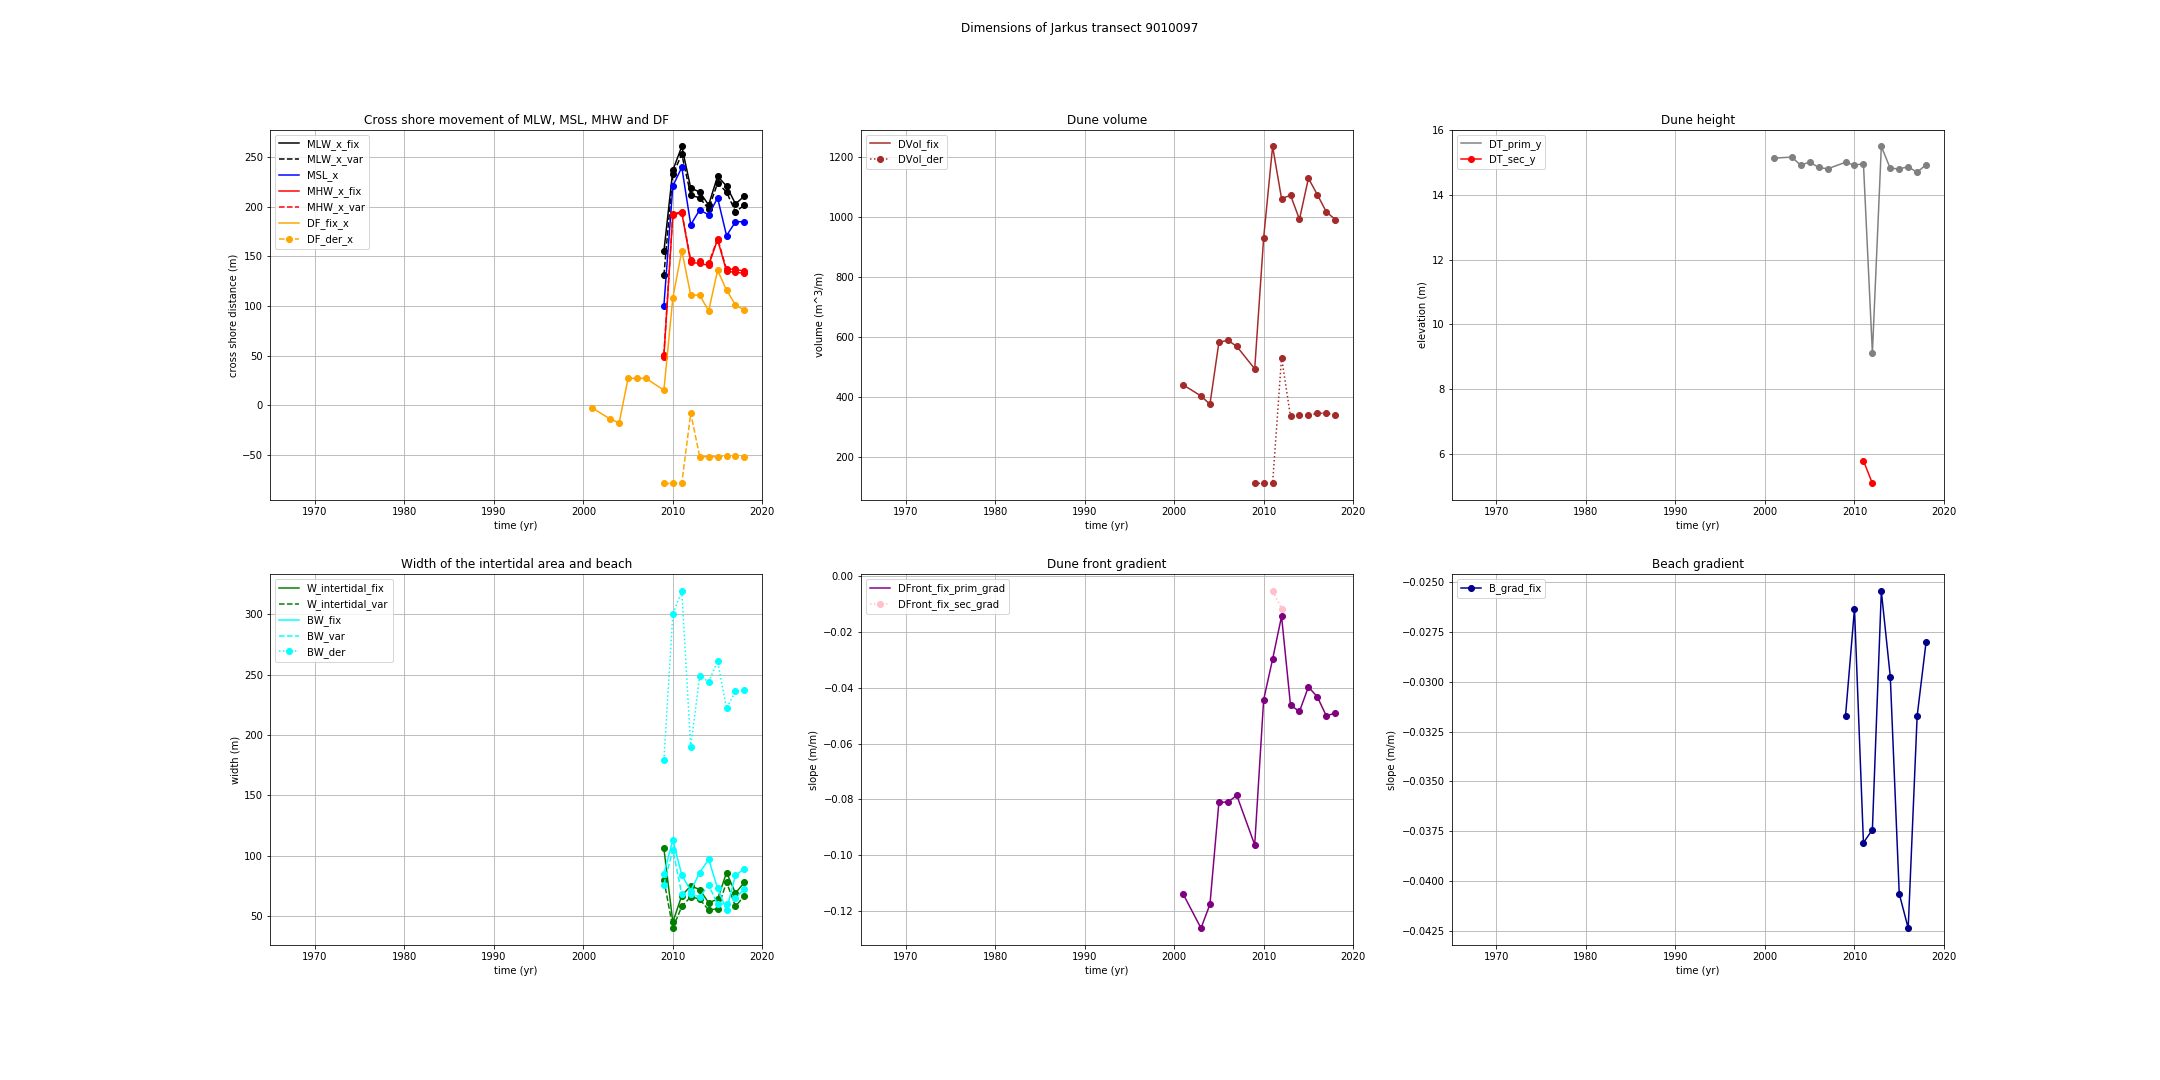 Dimensions of Jarkus transect 9010097
Cross shore movement of MLW, MSL, MHW and DF
MLW_x_fix
MLW_x_var
MSL_x
MHW_x_fix
MHW_x_var
DF_fix_x
DF_der_x
250
200
150
100
50
0
−50
cross shore distance (m)
1970 1980 1990 2000 2010 2020
time (yr)
Dune volume
DVol_fix
DVol_der
1200
1000
800
600
400
200
volume (m^3/m)
1970 1980 1990 2000 2010 2020
time (yr)
Dune height
DT_prim_y
DT_sec_y
16
14
12
10
8
6
elevation (m)
1970 1980 1990 2000 2010 2020
time (yr)
Width of the intertidal area and beach
W_intertidal_fix
W_intertidal_var
BW_fix
BW_var
BW_der
300
250
200
150
100
50
width (m)
1970 1980 1990 2000 2010 2020
time (yr)
Dune front gradient
DFront_fix_prim_grad
DFront_fix_sec_grad
0.00
−0.02
−0.04
−0.06
−0.08
−0.10
−0.12
slope (m/m)
1970 1980 1990 2000 2010 2020
time (yr)
Beach gradient
B_grad_fix
−0.0250
−0.0275
−0.0300
−0.0325
−0.0350
−0.0375
−0.0400
−0.0425
slope (m/m)
1970 1980 1990 2000 2010 2020
time (yr)